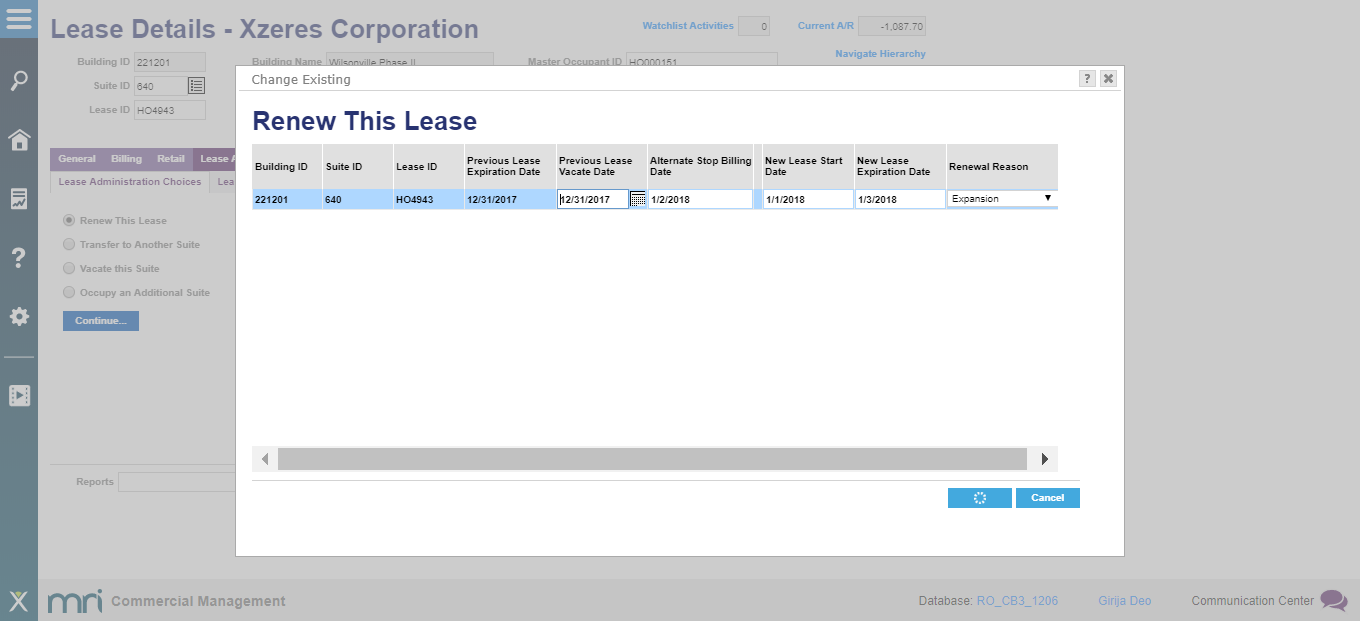 Lease Details - Xzeres Corporation
Watchlist Activities 0 Current A/R -1,087.70
Navigate Hierarchy
Building ID 221201 Building Name Wilsonville Phase II Master Occupant ID HO000151
Suite ID 640
Lease ID HO4943
General Billing Retail Lease A
Lease Administration Choices Lea
Renew This Lease
Transfer to Another Suite
Vacate this Suite
Occupy an Additional Suite
Continue...
Reports
Change Existing ?
Renew This Lease
Building ID Suite ID Lease ID Previous Lease Expiration Date Previous Lease Vacate Date Alternate Stop Billing Date New Lease Start Date New Lease Expiration Date Renewal Reason
221201 640 HO4943 12/31/2017 12/31/2017 1/2/2018 1/1/2018 1/3/2018 Expansion
Cancel
mri Commercial Management Database: RO_CB3_1206 Girija Deo Communication Center